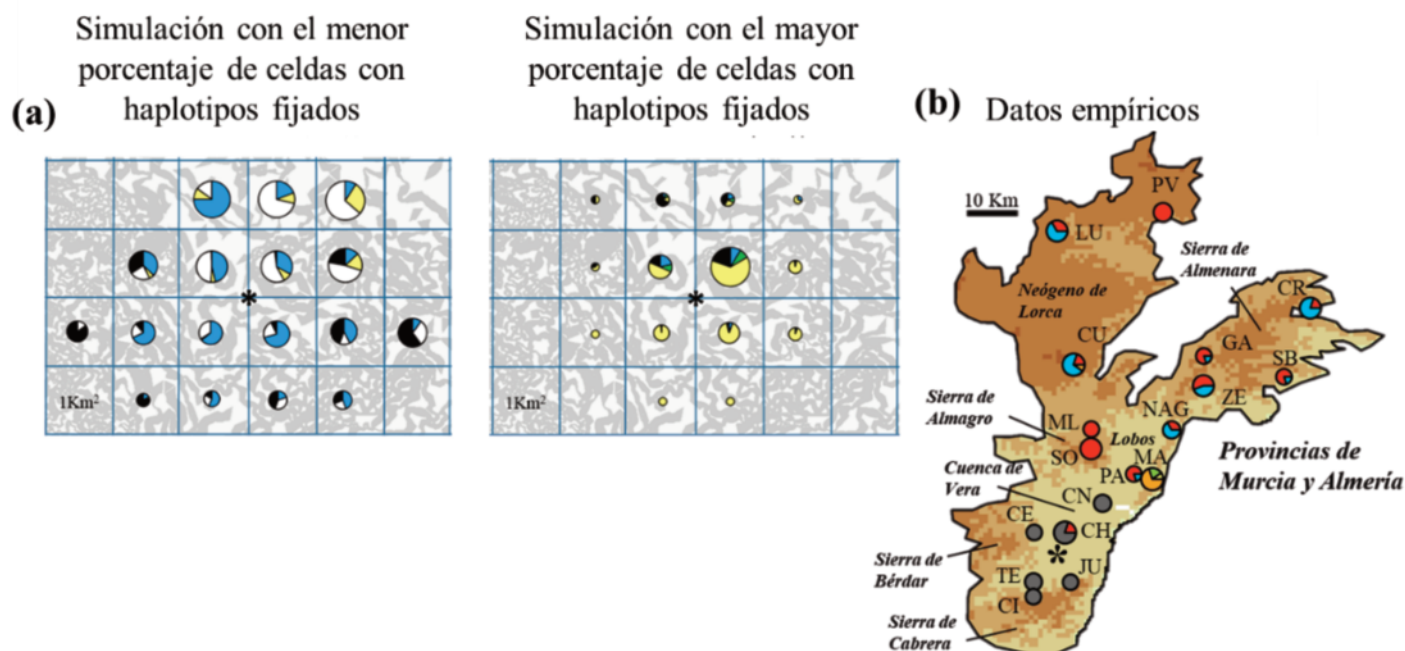 Simulación con el menor
porcentaje de celdas con
haplotipos fijados
Simulación con el mayor
porcentaje de celdas con
haplotipos fijados
(a)
(b) Datos empíricos
1Km²
1Km²
10 Km
PV
LU
Sierra de
Almenara
CR
Neógeno de
Lorca
CU
GA
SB
ZE
Sierra de
Almagro
ML
NAG
Lobos
SO
MA
PA
Provincias de
Murcia y Almería
Cuenca de
Vera
CN
CE
CH
*
Sierra de
Bérdar
TE
JU
CI
Sierra de
Cabrera